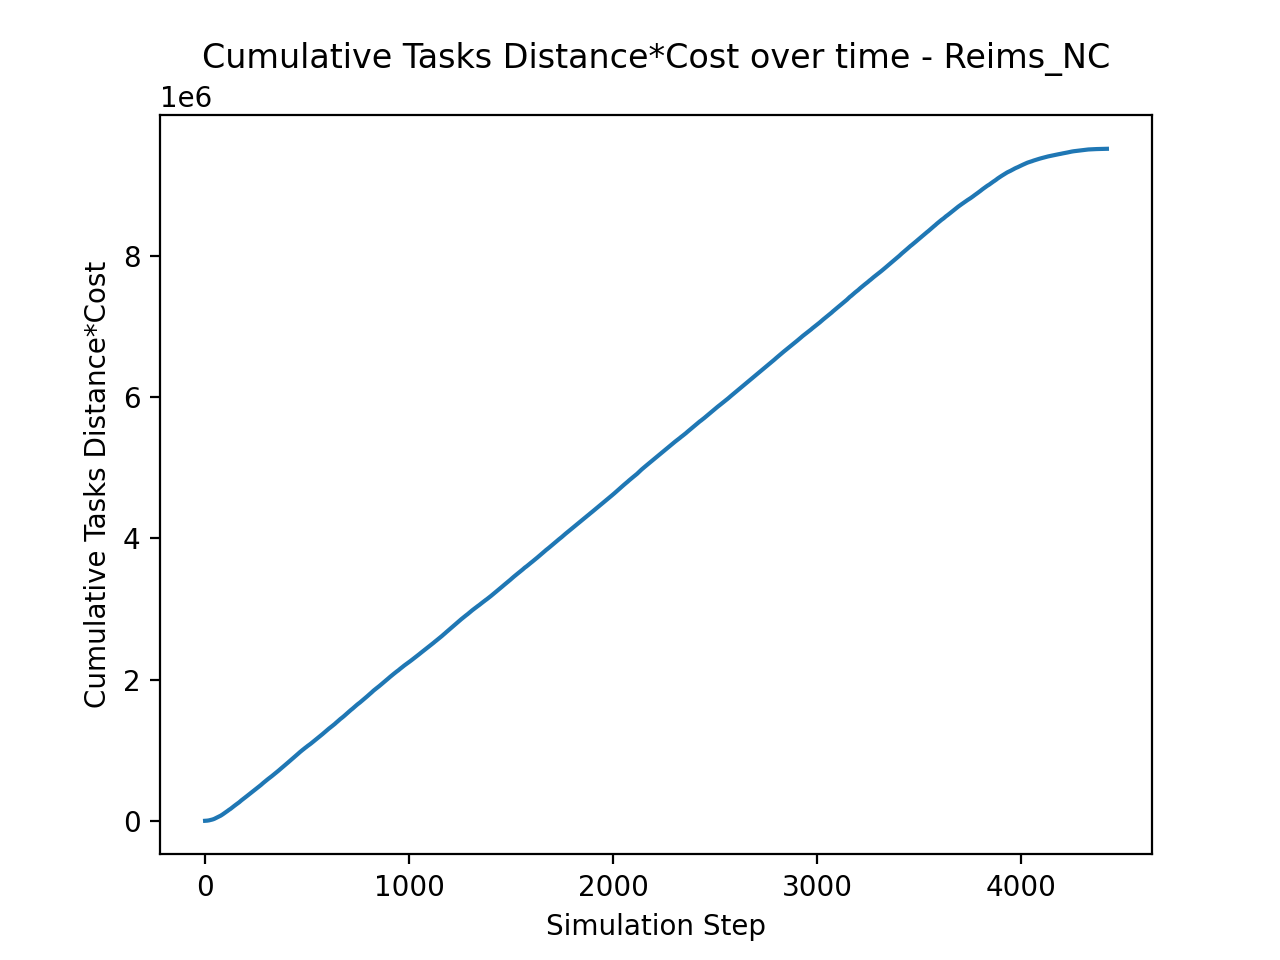 Cumulative Tasks Distance*Cost over time - Reims_NC
1e6
8
6
4
2
0
Cumulative Tasks Distance*Cost
0 1000 2000 3000 4000
Simulation Step